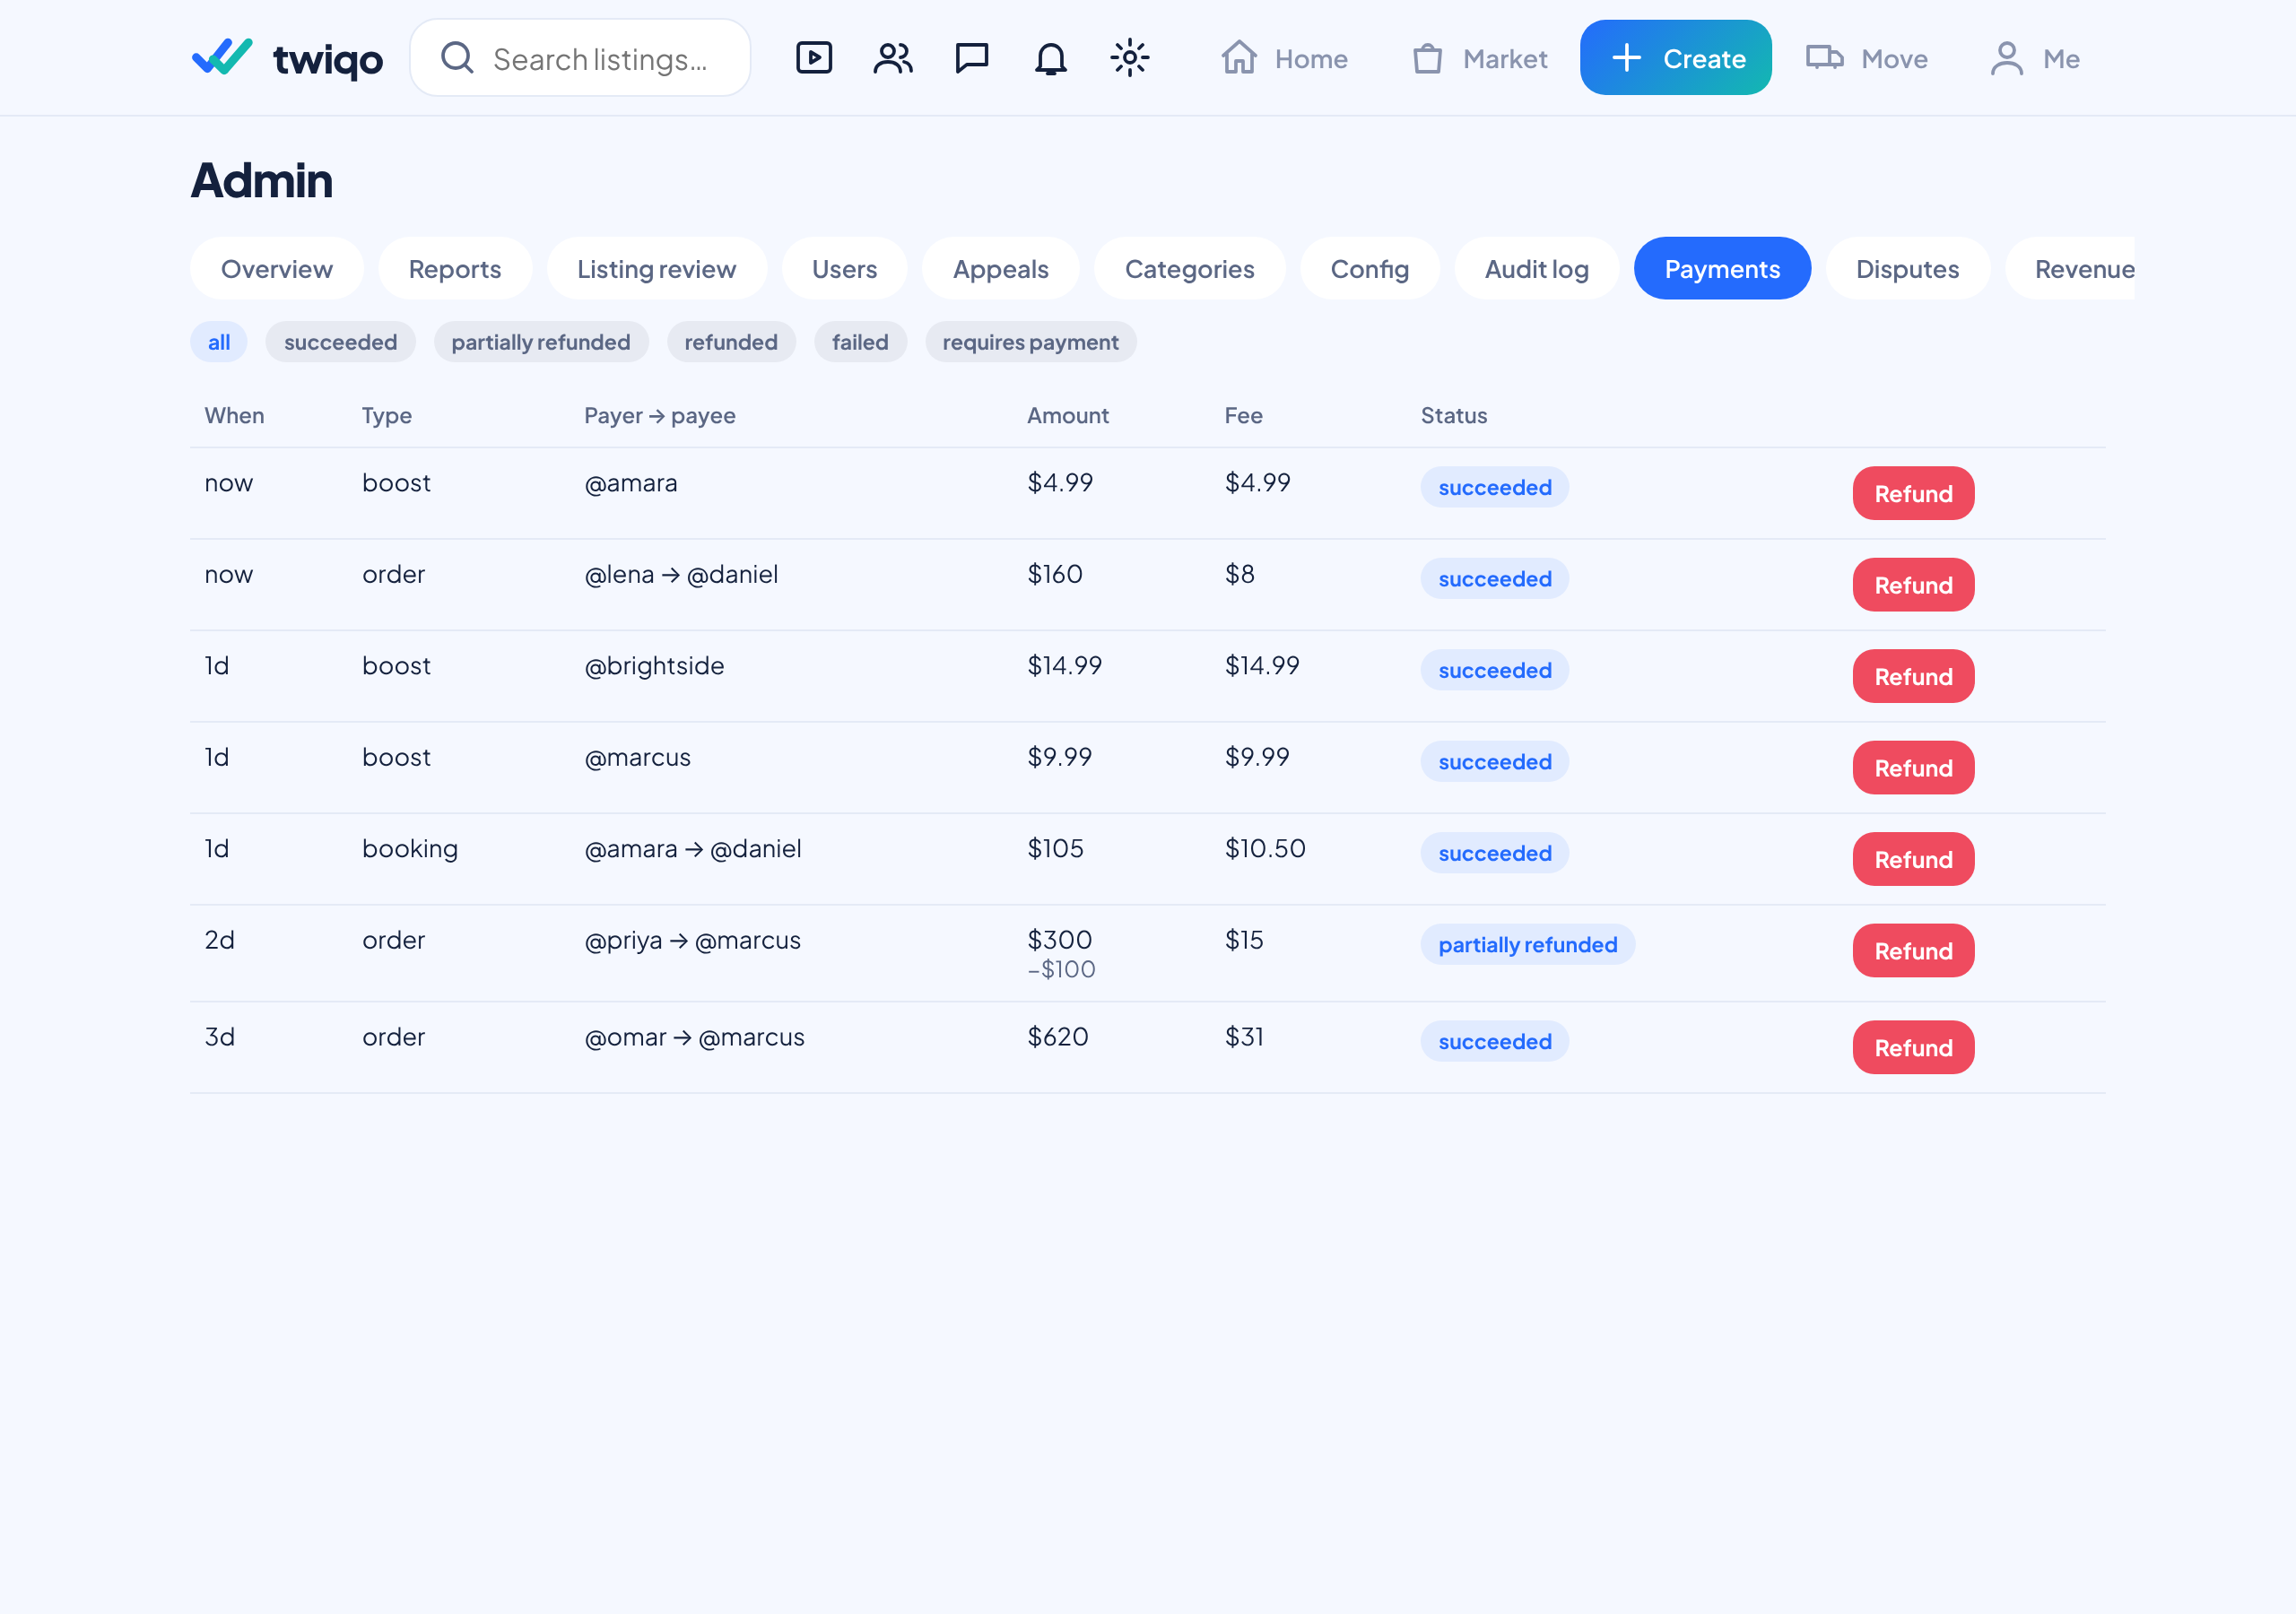 twiqo Search listings... Home Market Create Move Me
Admin
Overview Reports Listing review Users Appeals Categories Config Audit log Payments Disputes Revenue
all succeeded partially refunded refunded failed requires payment
When Type Payer → payee Amount Fee Status
now boost @amara $4.99 $4.99 succeeded Refund
now order @lena → @daniel $160 $8 succeeded Refund
1d boost @brightside $14.99 $14.99 succeeded Refund
1d boost @marcus $9.99 $9.99 succeeded Refund
1d booking @amara → @daniel $105 $10.50 succeeded Refund
2d order @priya → @marcus $300 $15 partially refunded Refund
−$100
3d order @omar → @marcus $620 $31 succeeded Refund